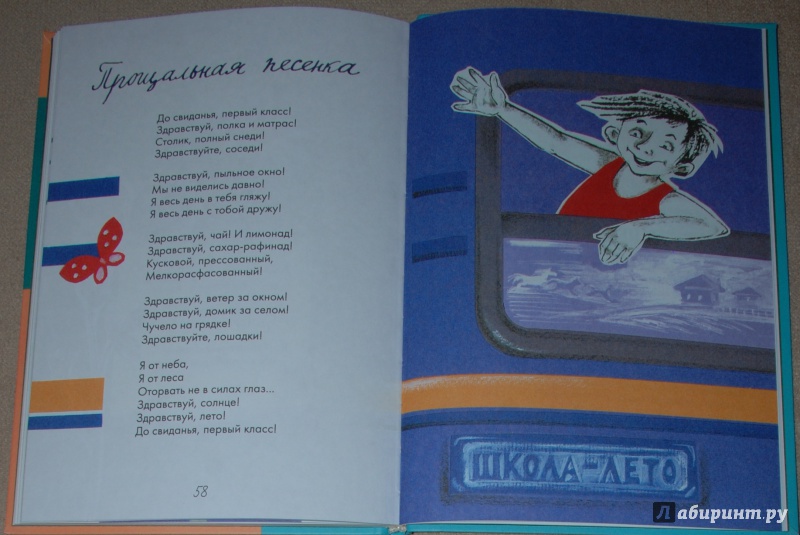 Прощальная песенка
До свиданья, первый класс!
Здравствуй, полка и матрас!
Столик, полный снеди!
Здравствуйте, соседи!
Здравствуй, пыльное окно!
Мы не виделись давно!
Я весь день в тебя гляжу!
Я весь день с тобой дружу!
Здравствуй, чай! И лимонад!
Здравствуй, сахар-рафинад!
Кусковой, прессованный,
Мелкорасфасованный!
Здравствуй, ветер за окном!
Здравствуй, домик за селом!
Чучело на грядке!
Здравствуйте, лошадки!
Я от неба,
Я от леса
Оторвать не в силах глаз...
Здравствуй, солнце!
Здравствуй, лето!
До свиданья, первый класс!
58
ШКОЛА-ЛЕТО
Лабиринт.ру